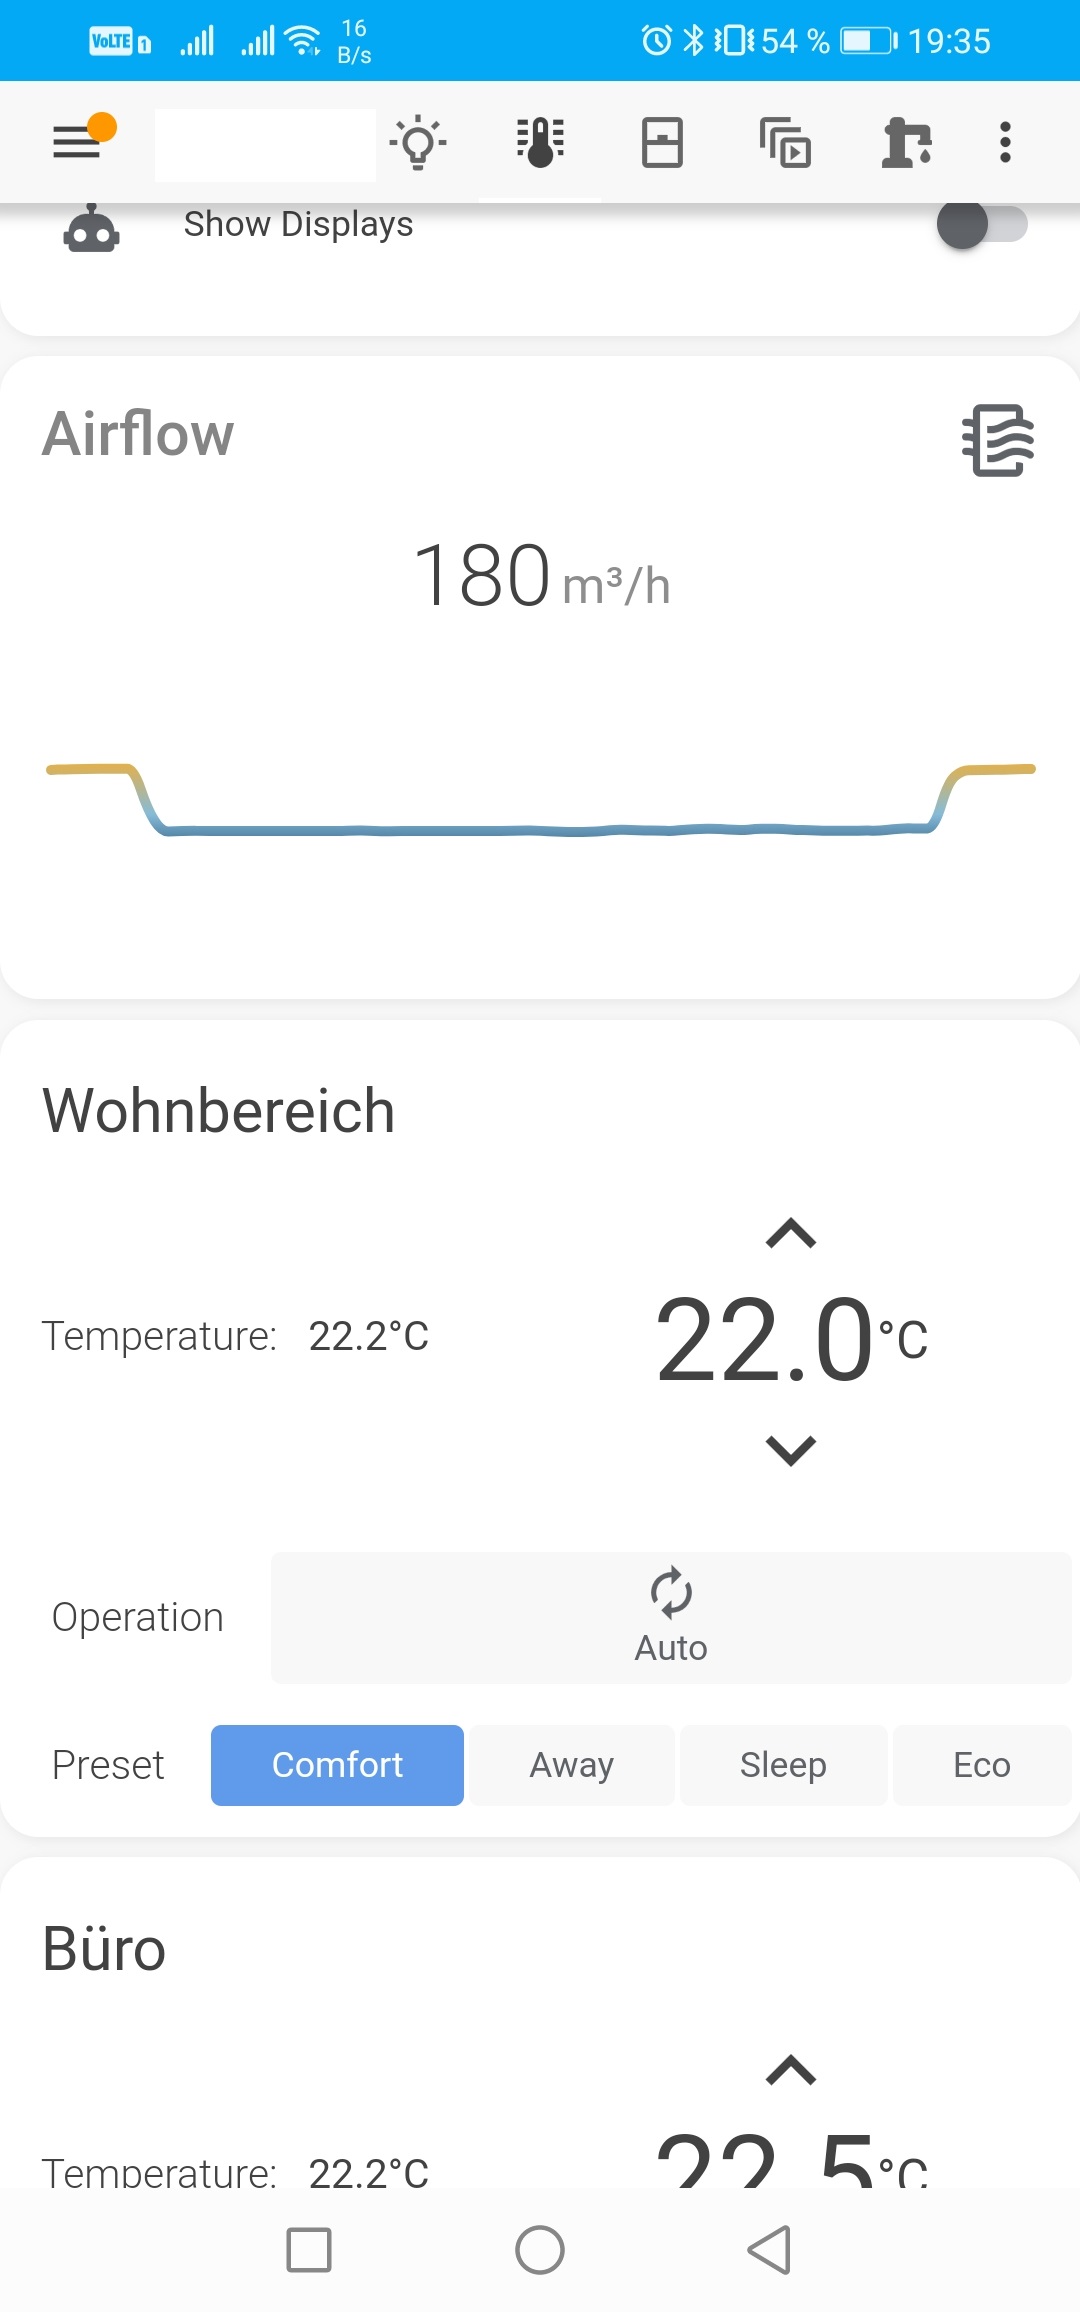 VoLTE 1 16 B/s 54 % 19:35
Show Displays
Airflow
180 m³/h
Wohnbereich
Temperature: 22.2°C 22.0 °C
Operation Auto
Preset Comfort Away Sleep Eco
Büro
Temperature: 22.2°C 22.5 °C